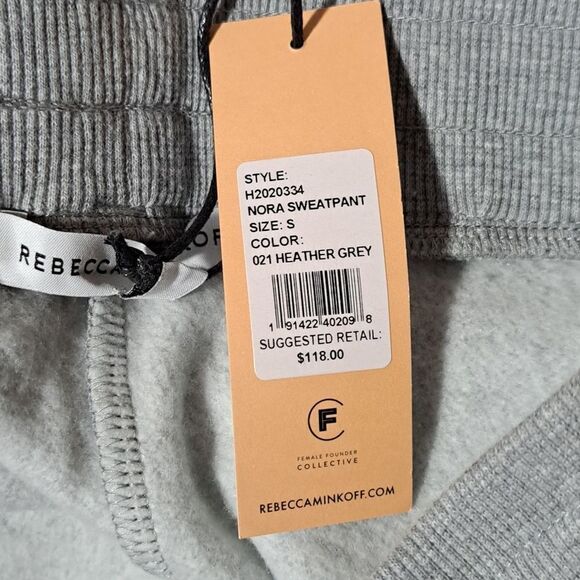 STYLE:
H2020334
NORA SWEATPANT
SIZE: S
COLOR:
021 HEATHER GREY
1 91422 40209 8
SUGGESTED RETAIL:
$118.00
F
FEMALE FOUNDER
COLLECTIVE
REBECCAMINKOFF.COM
REBECCA MINKOFF